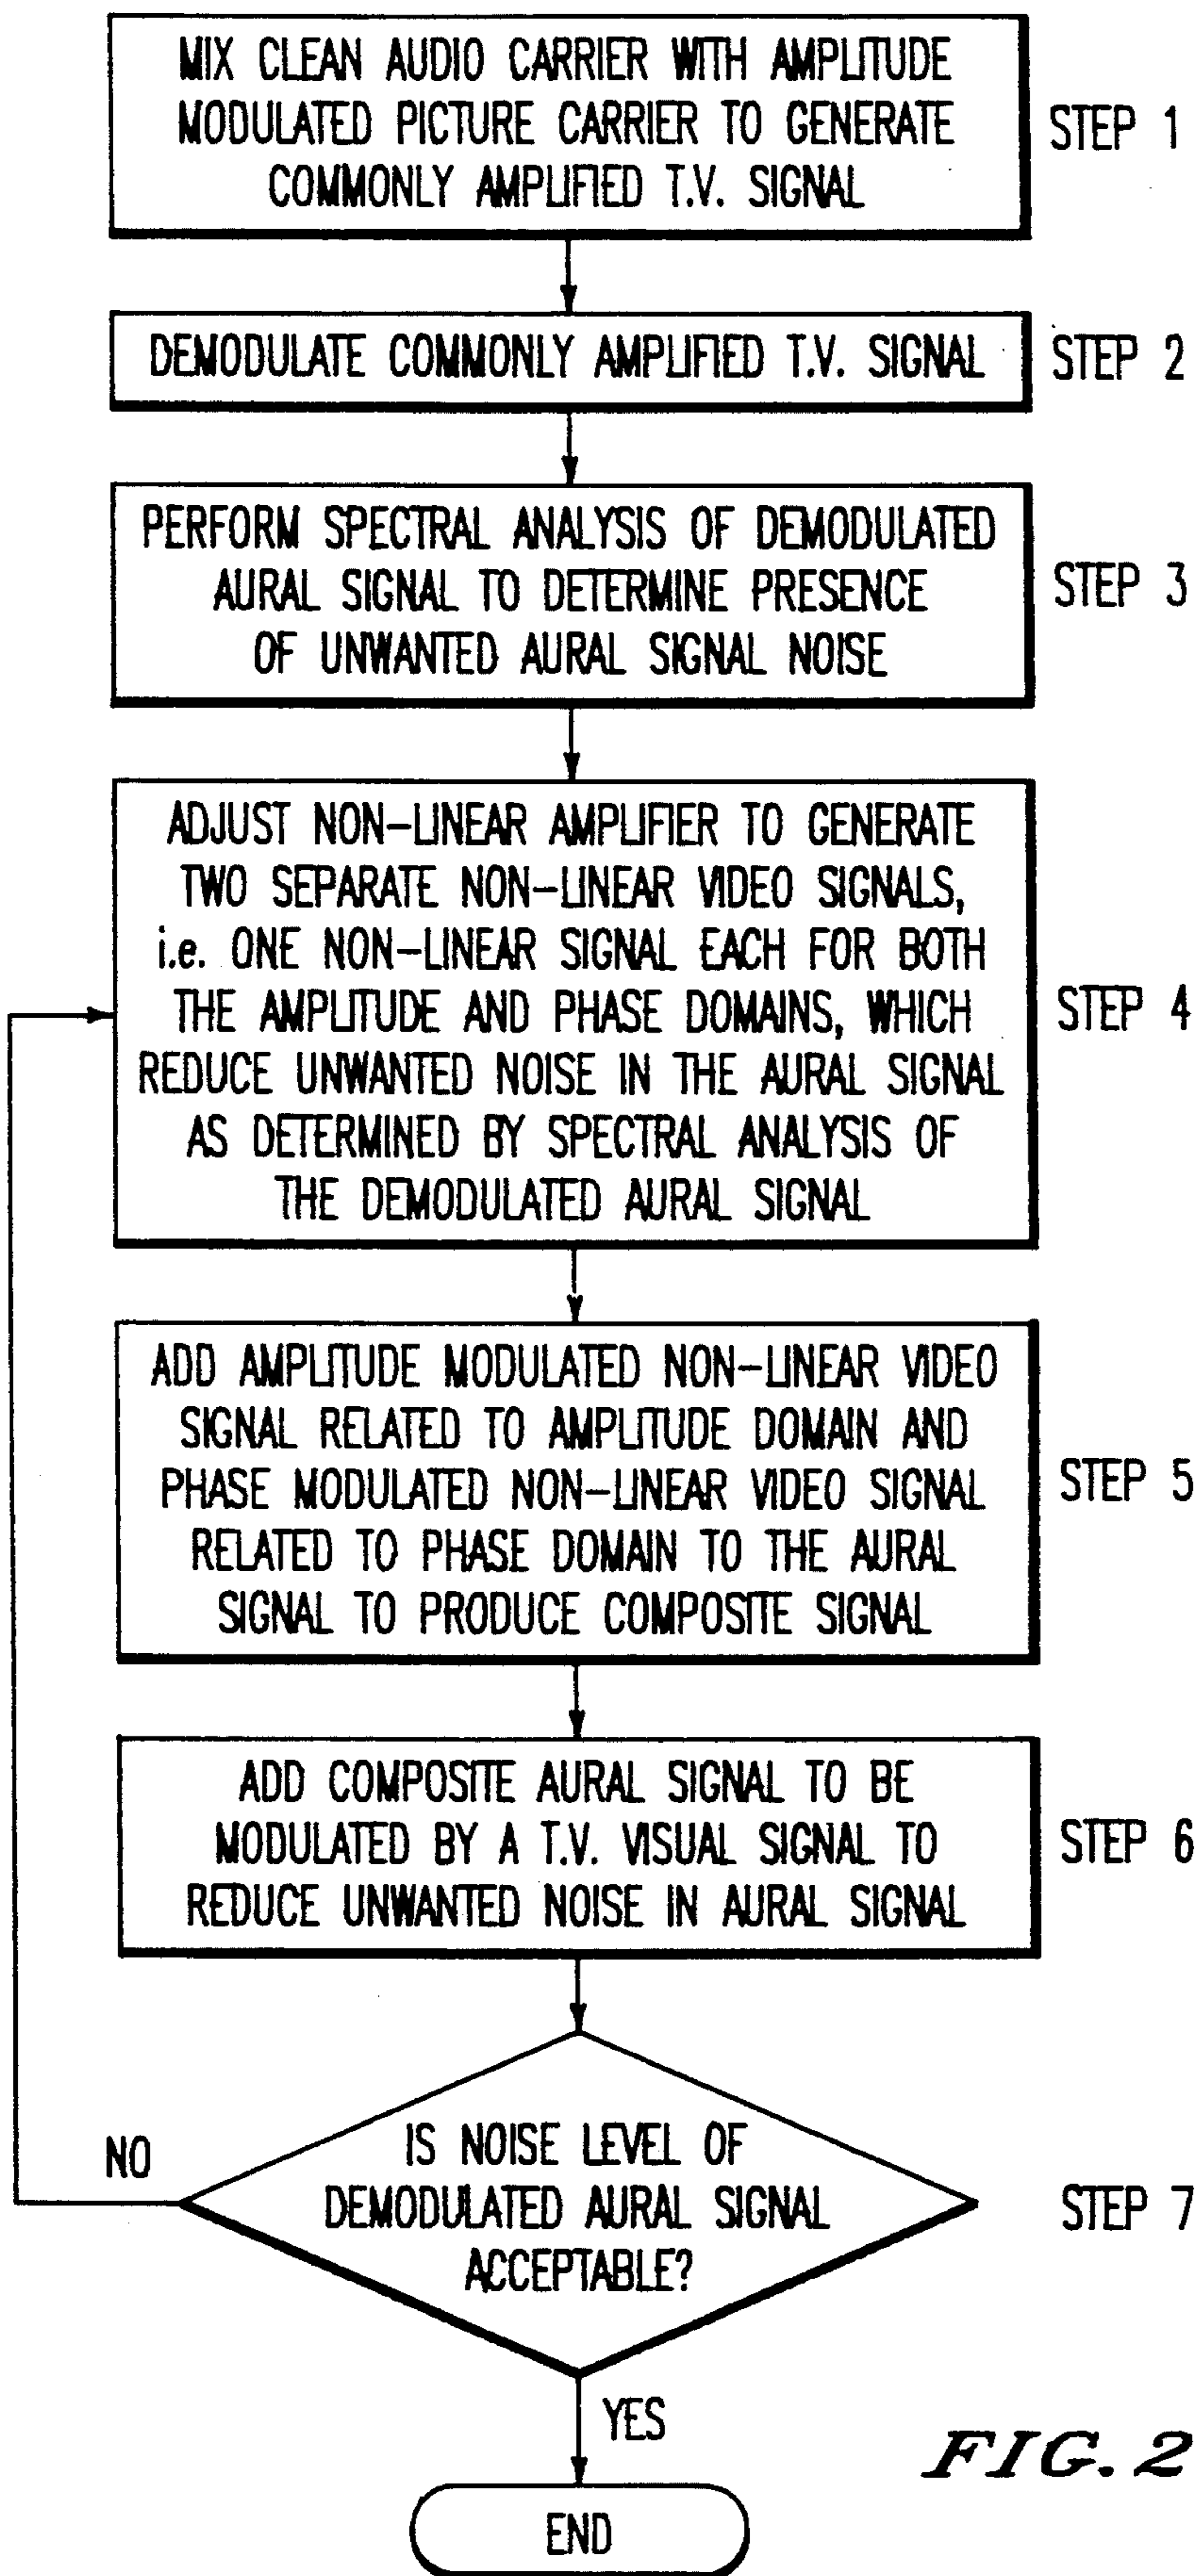 MIX CLEAN AUDIO CARRIER WITH AMPLITUDE
MODULATED PICTURE CARRIER TO GENERATE
COMMONLY AMPLIFIED T.V. SIGNAL
STEP 1
DEMODULATE COMMONLY AMPLIFIED T.V. SIGNAL
STEP 2
PERFORM SPECTRAL ANALYSIS OF DEMODULATED
AURAL SIGNAL TO DETERMINE PRESENCE
OF UNWANTED AURAL SIGNAL NOISE
STEP 3
ADJUST NON-LINEAR AMPLIFIER TO GENERATE
TWO SEPARATE NON-LINEAR VIDEO SIGNALS,
i.e. ONE NON-LINEAR SIGNAL EACH FOR BOTH
THE AMPLITUDE AND PHASE DOMAINS, WHICH
REDUCE UNWANTED NOISE IN THE AURAL SIGNAL
AS DETERMINED BY SPECTRAL ANALYSIS OF
THE DEMODULATED AURAL SIGNAL
STEP 4
ADD AMPLITUDE MODULATED NON-LINEAR VIDEO
SIGNAL RELATED TO AMPLITUDE DOMAIN AND
PHASE MODULATED NON-LINEAR VIDEO SIGNAL
RELATED TO PHASE DOMAIN TO THE AURAL
SIGNAL TO PRODUCE COMPOSITE SIGNAL
STEP 5
ADD COMPOSITE AURAL SIGNAL TO BE
MODULATED BY A T.V. VISUAL SIGNAL TO
REDUCE UNWANTED NOISE IN AURAL SIGNAL
STEP 6
NO
IS NOISE LEVEL OF
DEMODULATED AURAL SIGNAL
ACCEPTABLE?
STEP 7
YES
FIG. 2
END